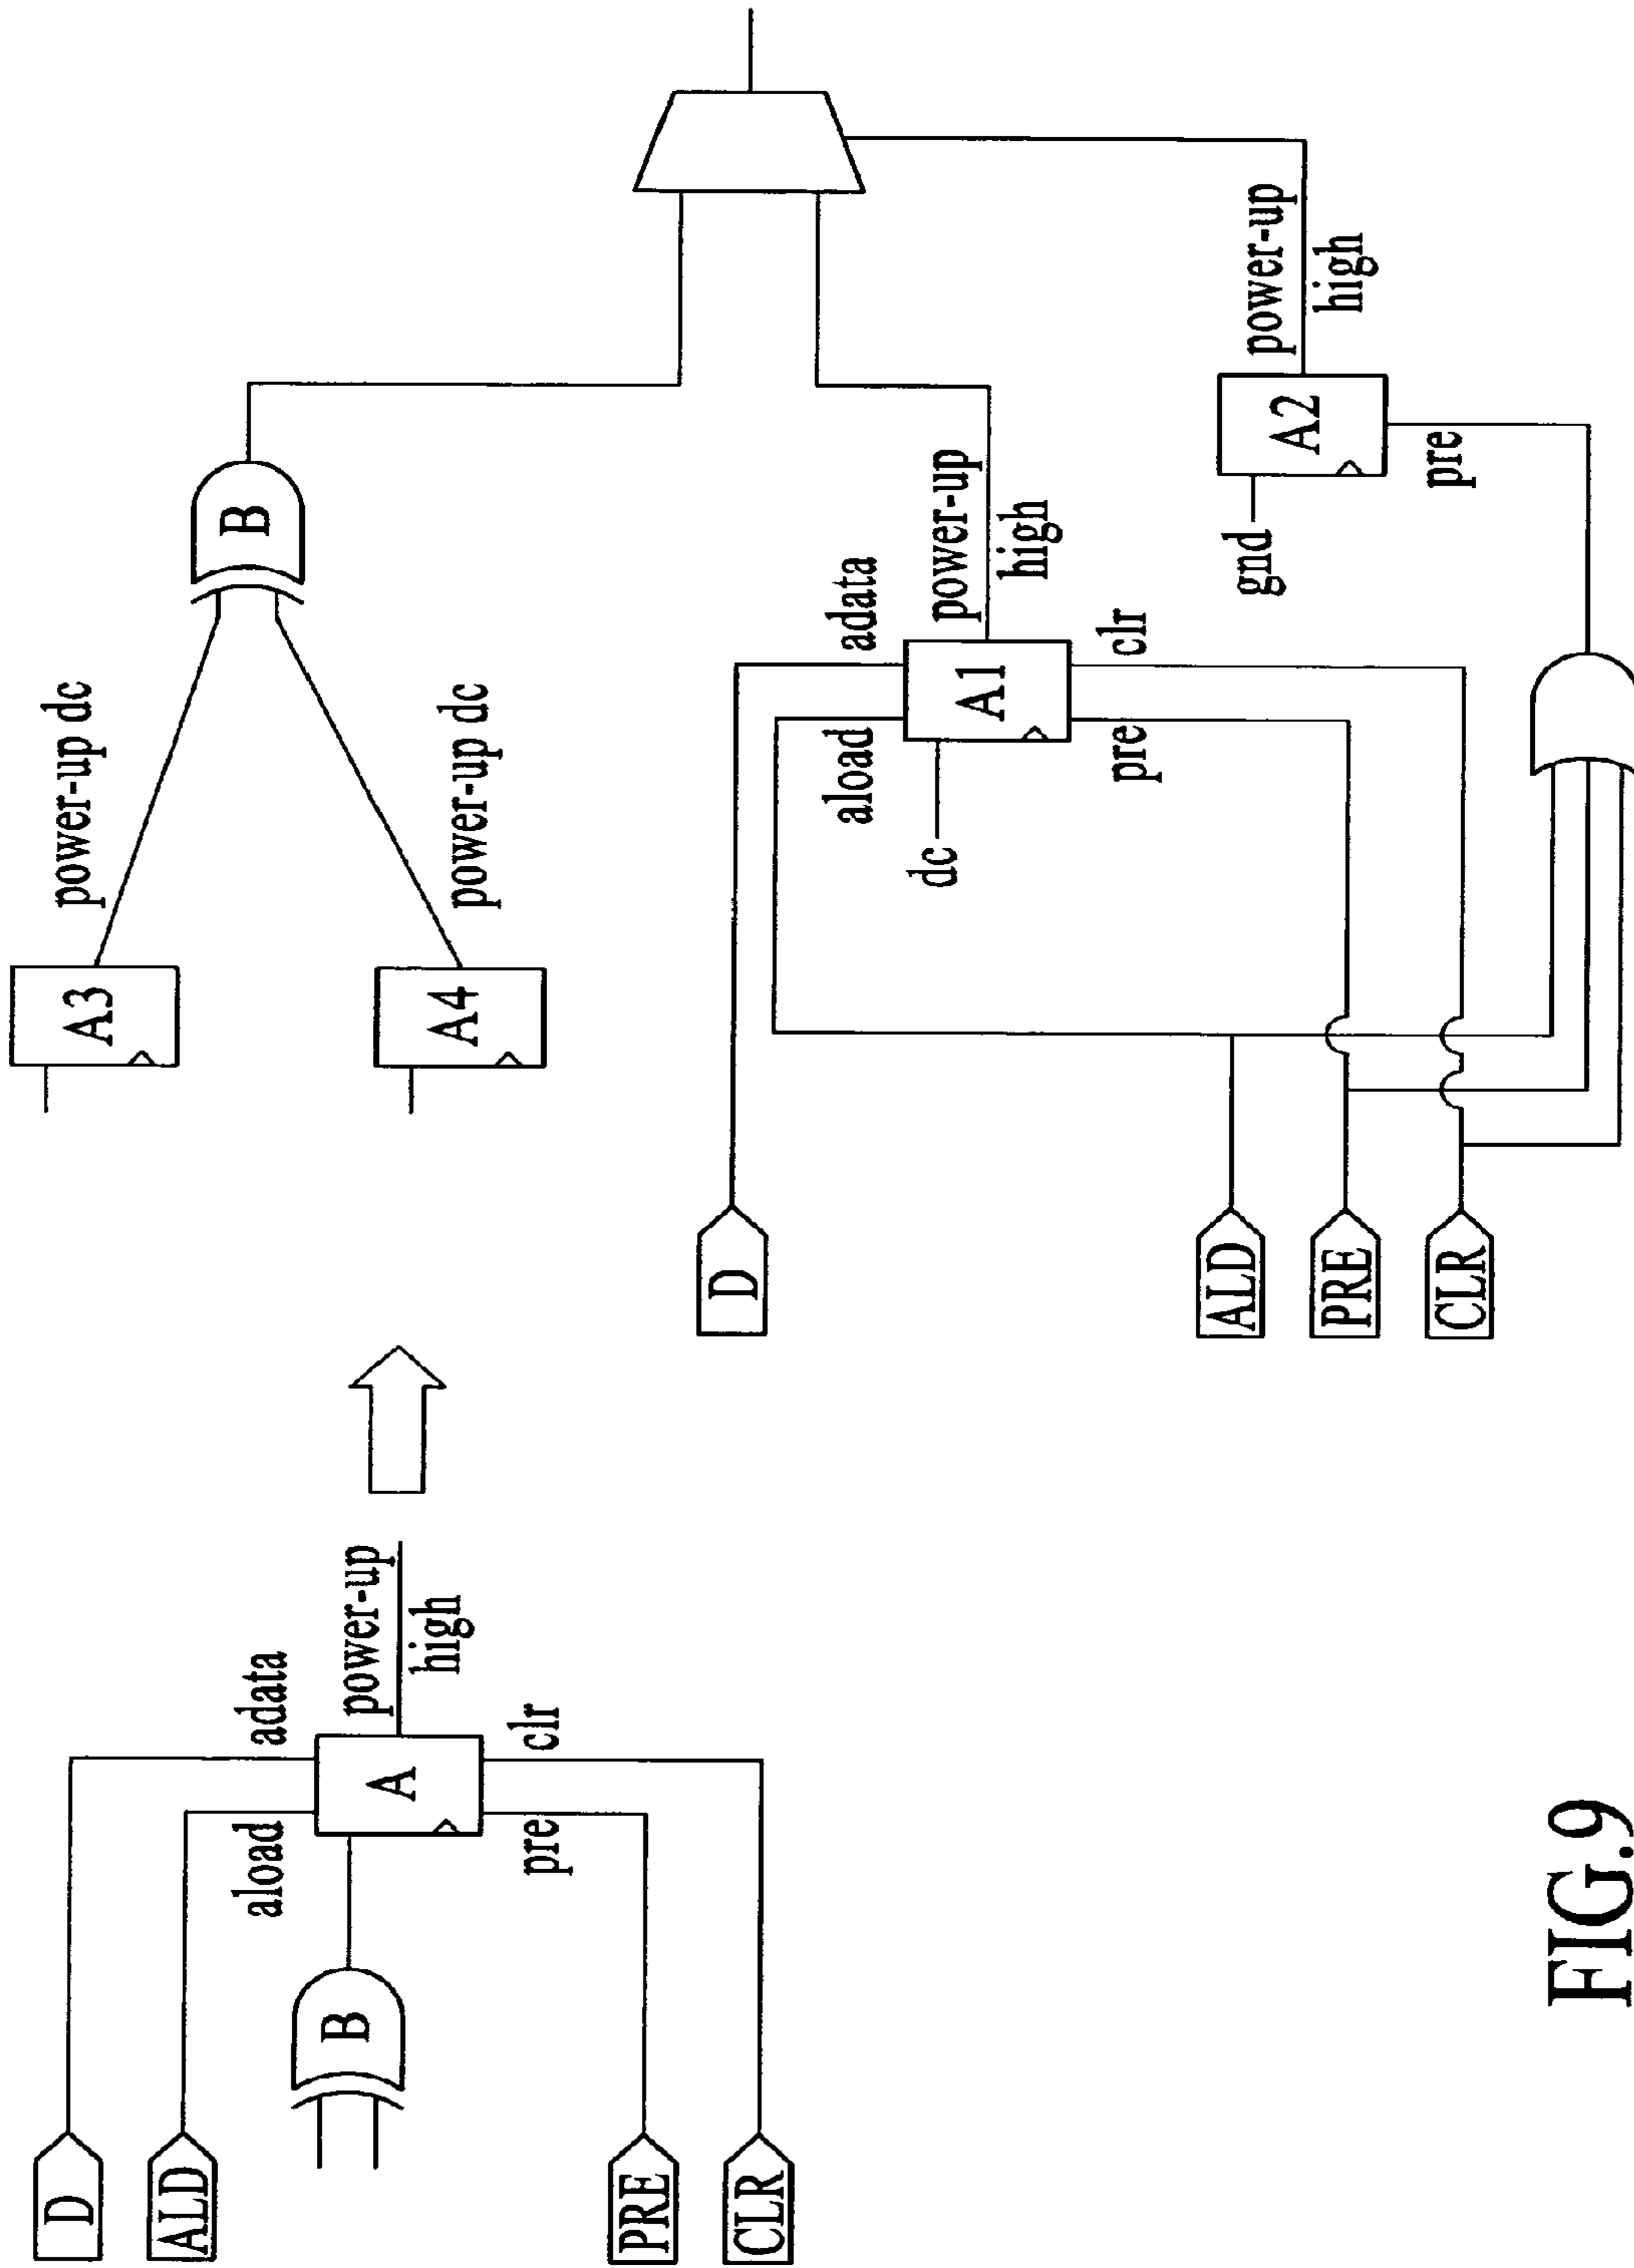 D
ALD
aload
adata
B
A
power-up
high
pre
clr
PRE
CLR
A3
power-up dc
A4
power-up dc
B
D
aload
adata
dc
A1
power-up
high
pre
clr
ALD
PRE
CLR
gnd
A2
power-up
high
pre
FIG.9